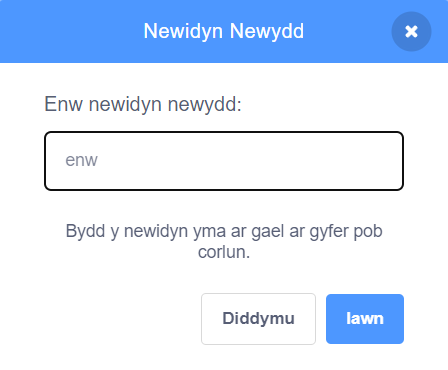 Newidyn Newydd
Enw newidyn newydd:
enw
Bydd y newidyn yma ar gael ar gyfer pob
corlun.
Diddymu
Iawn